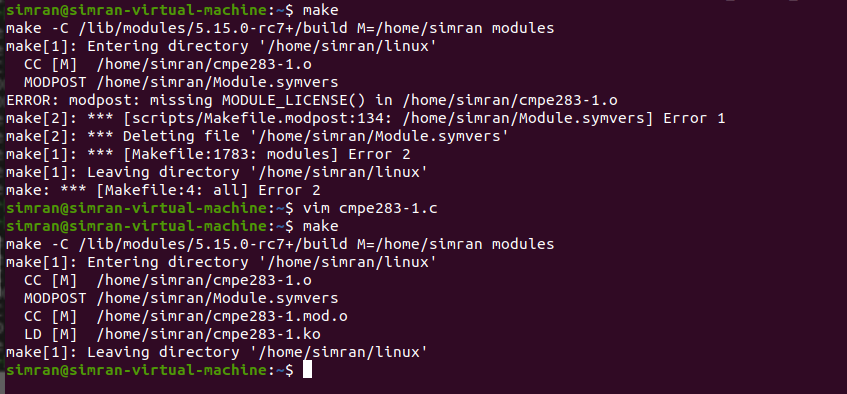 simran@simran-virtual-machine:~$ make
make -C /lib/modules/5.15.0-rc7+/build M=/home/simran modules
make[1]: Entering directory '/home/simran/linux'
  CC [M]  /home/simran/cmpe283-1.o
  MODPOST /home/simran/Module.symvers
ERROR: modpost: missing MODULE_LICENSE() in /home/simran/cmpe283-1.o
make[2]: *** [scripts/Makefile.modpost:134: /home/simran/Module.symvers] Error 1
make[2]: *** Deleting file '/home/simran/Module.symvers'
make[1]: *** [Makefile:1783: modules] Error 2
make[1]: Leaving directory '/home/simran/linux'
make: *** [Makefile:4: all] Error 2
simran@simran-virtual-machine:~$ vim cmpe283-1.c
simran@simran-virtual-machine:~$ make
make -C /lib/modules/5.15.0-rc7+/build M=/home/simran modules
make[1]: Entering directory '/home/simran/linux'
  CC [M]  /home/simran/cmpe283-1.o
  MODPOST /home/simran/Module.symvers
  CC [M]  /home/simran/cmpe283-1.mod.o
  LD [M]  /home/simran/cmpe283-1.ko
make[1]: Leaving directory '/home/simran/linux'
simran@simran-virtual-machine:~$